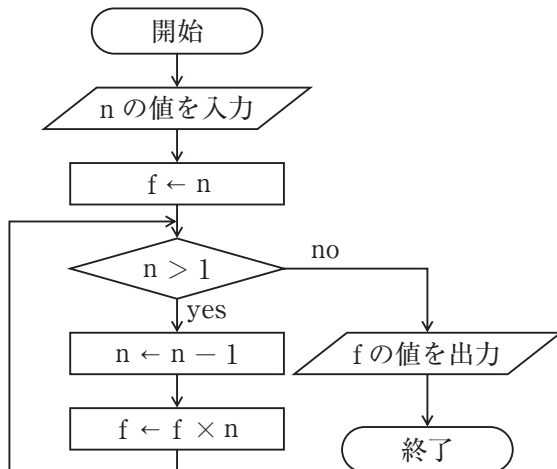 開始
n の値を入力
f ← n
n > 1
no
yes
n ← n − 1
f の値を出力
f ← f × n
終了